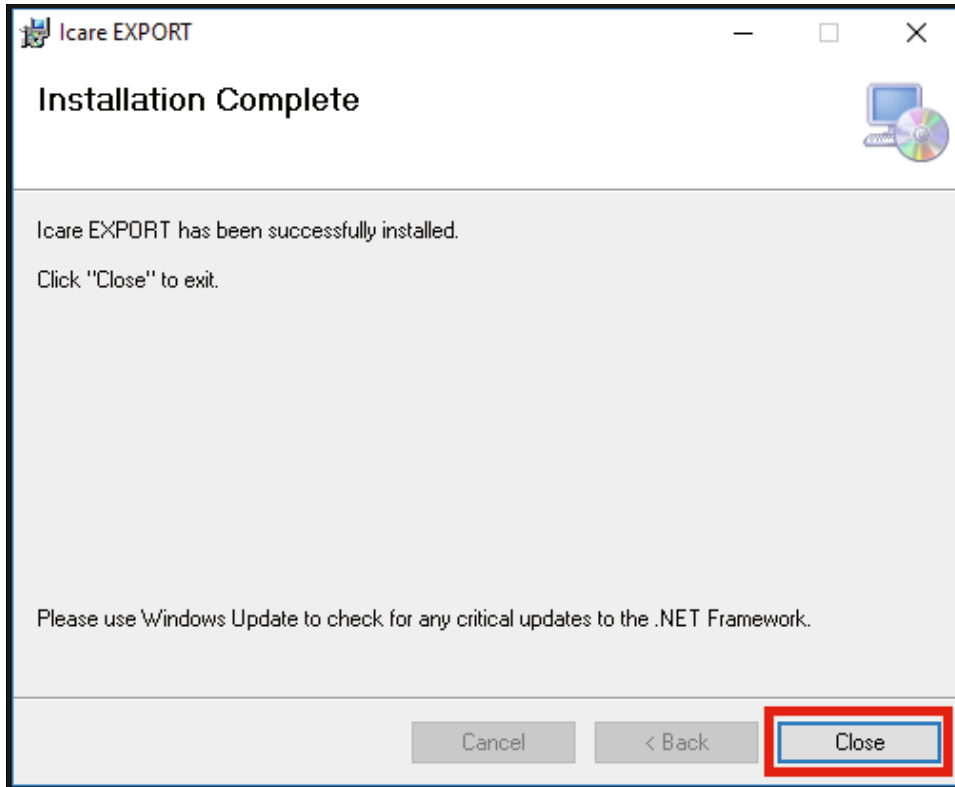 Icare EXPORT
Installation Complete
Icare EXPORT has been successfully installed.
Click "Close" to exit.
Please use Windows Update to check for any critical updates to the .NET Framework.
Cancel
< Back
Close